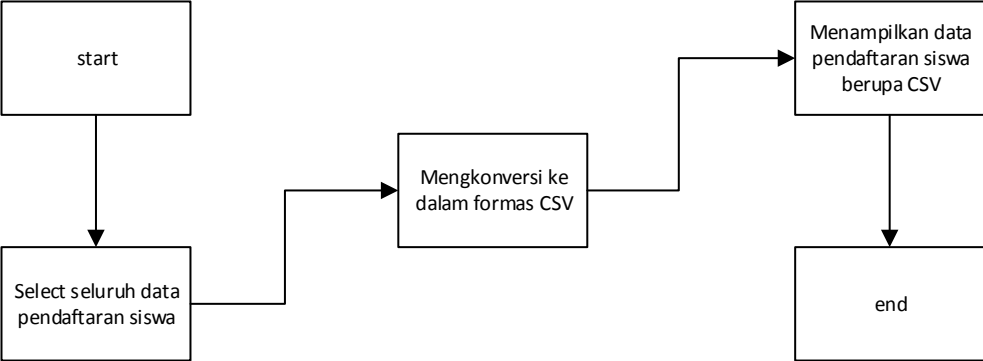 start
Select seluruh data
pendaftaran siswa
Mengkonversi ke
dalam formas CSV
Menampilkan data
pendaftaran siswa
berupa CSV
end